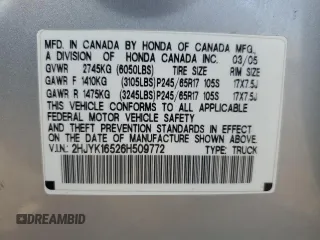 MFD. IN CANADA BY HONDA OF CANADA MFG.,
A DIVISION OF HONDA CANADA INC. 03/05
GVWR 2745KG (6050LBS) TIRE SIZE RIM SIZE
GAWR F 1410KG (3105LBS)P245/65R17 105S 17X7.5J
GAWR R 1475KG (3245LBS)P245/65R17 105S 17X7.5J
THIS VEHICLE CONFORMS TO ALL APPLICABLE
FEDERAL MOTOR VEHICLE SAFETY STANDARDS
IN EFFECT ON THE DATE OF
MANUFACTURE SHOWN ABOVE.
V.I.N.: 2HJYK16526H509772 TYPE: TRUCK
DREAMBID